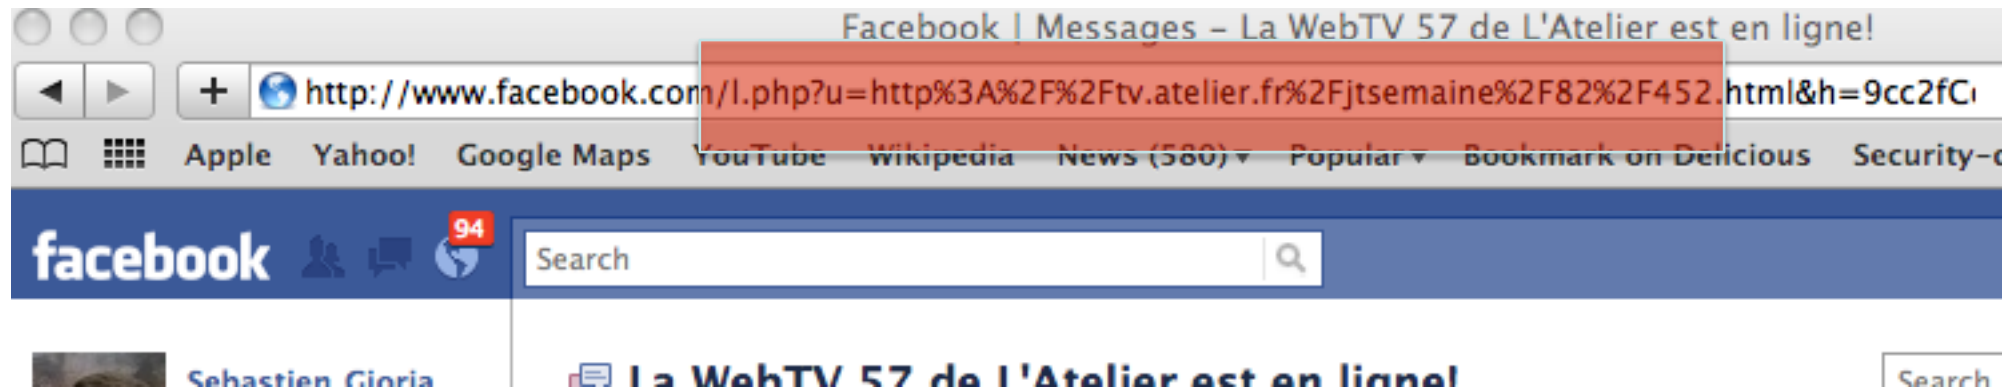 Facebook | Messages – La WebTV 57 de L'Atelier est en ligne!
http://www.facebook.com/l.php?u=http%3A%2F%2Ftv.atelier.fr%2Fjtsemaine%2F82%2F452.html&h=9cc2fC
Apple Yahoo! Google Maps YouTube Wikipedia News (580) Popular Bookmark on Delicious Security-
facebook 94 Search
Sebastien Gioria La WebTV 57 de L'Atelier est en ligne! Search